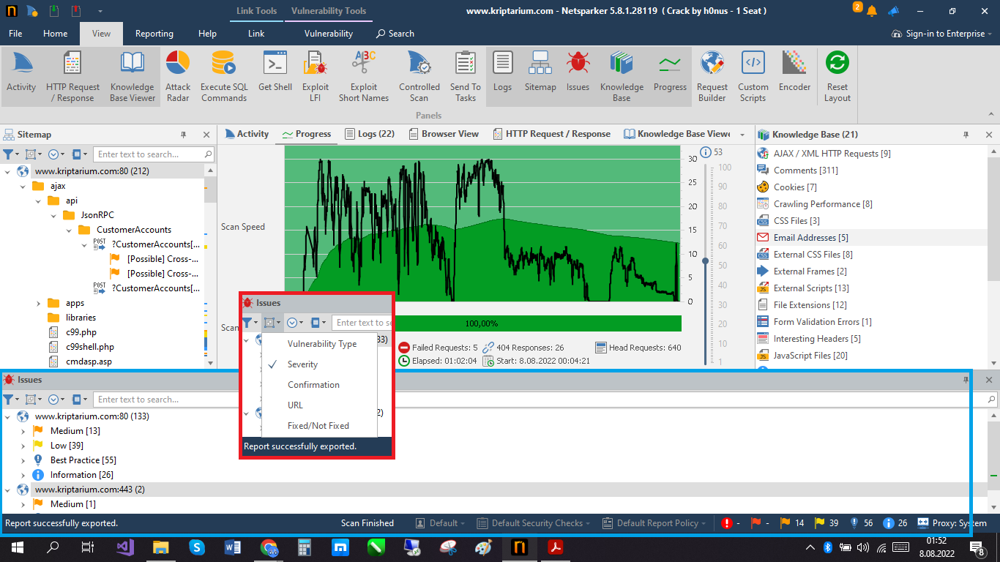 Link Tools
Vulnerability Tools
www.kriptarium.com - Netsparker 5.8.1.28119 ( Crack by h0nus - 1 Seat )
2
File
Home
View
Reporting
Help
Link
Vulnerability
Search
Sign-in to Enterprise
Activity
HTTP Request / Response
Knowledge Base Viewer
Attack Radar
Execute SQL Commands
Get Shell
Exploit LFI
Exploit Short Names
Controlled Scan
Send To Tasks
Logs
Sitemap
Issues
Knowledge Base
Progress
Request Builder
Custom Scripts
Encoder
Reset Layout
Panels
Sitemap
Enter text to search...
www.kriptarium.com:80 (212)
ajax
api
JsonRPC
CustomerAccounts
POST ?CustomerAccounts[...
[Possible] Cross-...
[Possible] Cross-...
POST ?CustomerAccounts[...
apps
libraries
c99.php
c99shell.php
cmdasp.asp
Activity
Progress
Logs (22)
Browser View
HTTP Request / Response
Knowledge Base Viewe
Scan Speed
30
25
20
15
10
5
0
53
100
90
80
70
60
50
40
30
20
10
1
Scan
100,00%
Failed Requests: 5
404 Responses: 26
Head Requests: 640
Elapsed: 01:02:04
Start: 8.08.2022 00:04:21
Knowledge Base (21)
AJAX / XML HTTP Requests [9]
Comments [311]
Cookies [7]
Crawling Performance [8]
CSS Files [3]
Email Addresses [5]
External CSS Files [8]
External Frames [2]
External Scripts [13]
File Extensions [12]
Form Validation Errors [1]
Interesting Headers [5]
JavaScript Files [20]
Issues
Enter text to se
33)
Vulnerability Type
Severity
Confirmation
URL
Fixed/Not Fixed
2)
Report successfully exported.
Issues
Enter text to search...
www.kriptarium.com:80 (133)
Medium [13]
Low [39]
Best Practice [55]
Information [26]
www.kriptarium.com:443 (2)
Medium [1]
Report successfully exported.
Scan Finished
Default
Default Security Checks
Default Report Policy
-
-
14
39
56
26
Proxy: System
01:52
8.08.2022
8